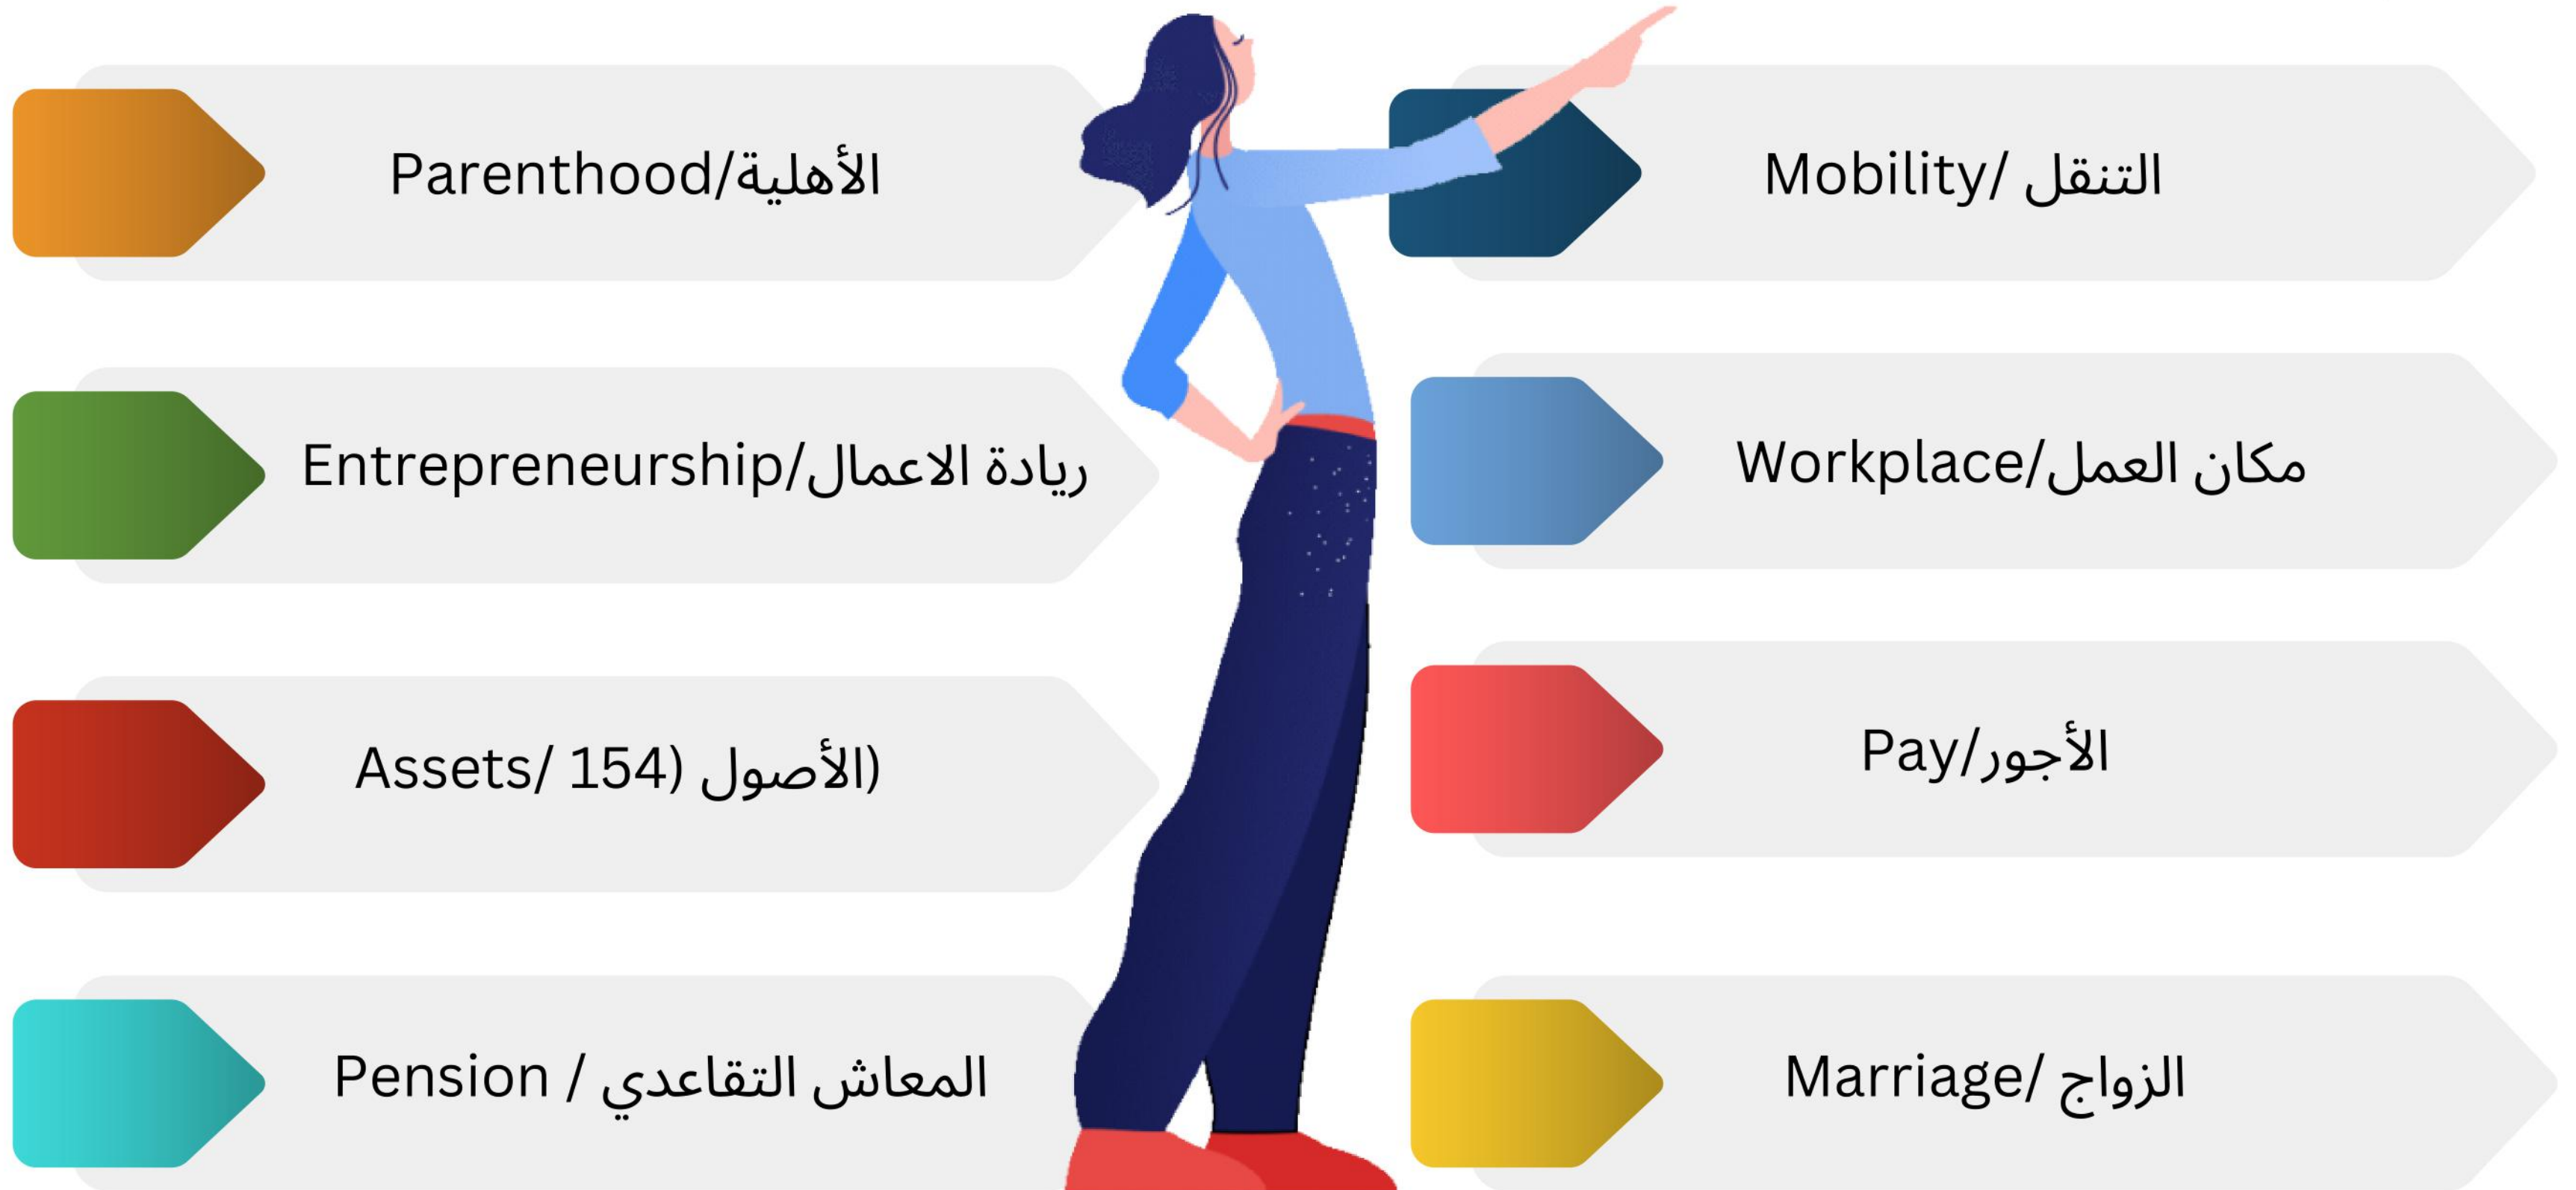 Parenthood/الأهلية
Mobility/ التنقل
Entrepreneurship/ريادة الاعمال
Workplace/مكان العمل
Assets/ 154) الأصول)
Pay/الأجور
Pension / المعاش التقاعدي
Marriage/ الزواج